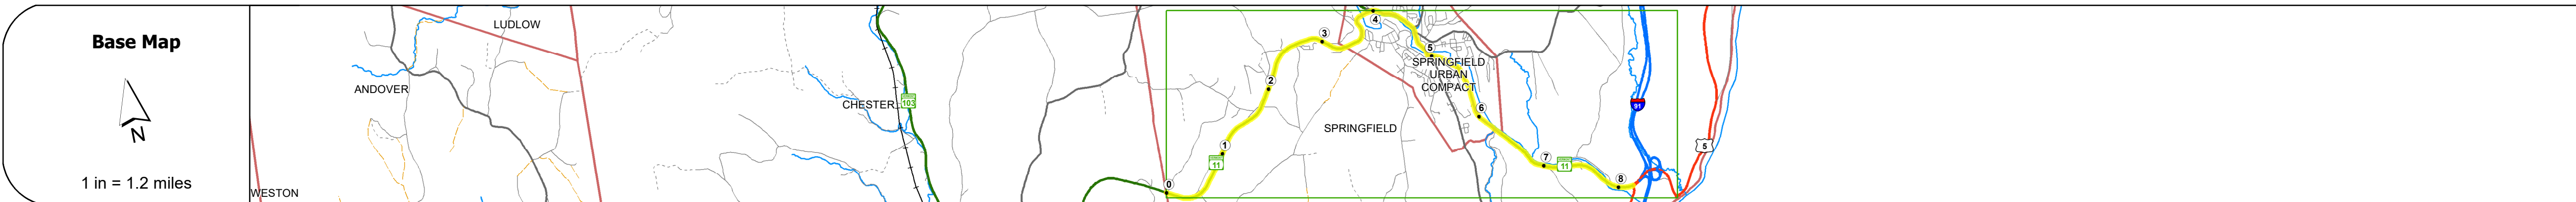 Base Map
N
1 in = 1.2 miles
LUDLOW
ANDOVER
WESTON
CHESTER
103
0
1
11
2
3
4
5
SPRINGFIELD
URBAN
COMPACT
SPRINGFIELD
6
7
11
8
91
5